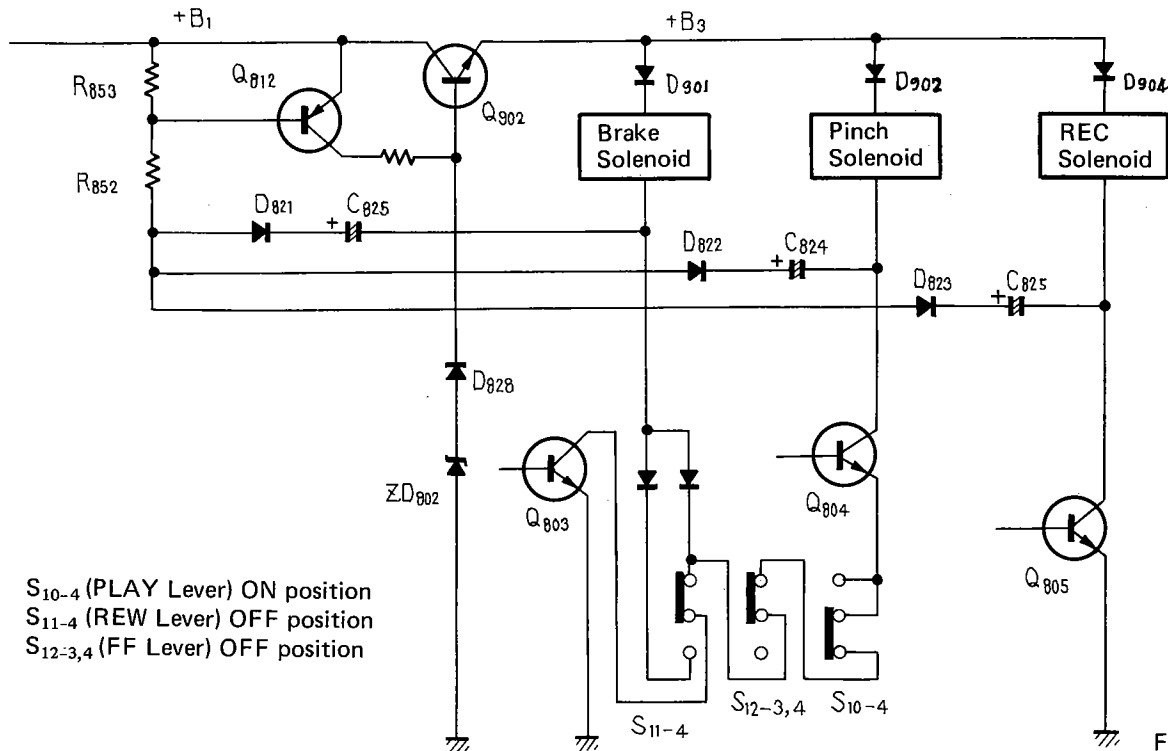 +B1
+B3
R853
Q812
Q902
D901
D902
D904
Brake
Solenoid
Pinch
Solenoid
REC
Solenoid
R852
D821
+
C825
D822
+
C824
D823
+
C825
D828
ZD802
Q803
Q804
Q805
S10-4 (PLAY Lever) ON position
S11-4 (REW Lever) OFF position
S12-3,4 (FF Lever) OFF position
S11-4
S12-3,4
S10-4
F